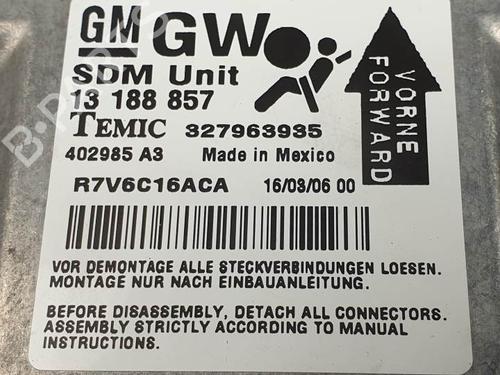 GM GW
SDM Unit
13 188 857
TEMIC 327963935
402985 A3 Made in Mexico
R7V6C16ACA 16/03/06 00
VORNE
FORWARD
VOR DEMONTAGE ALLE STECKVERBINDUNGEN LOESEN.
MONTAGE NUR NACH EINBAUANLEITUNG.
BEFORE DISASSEMBLY, DETACH ALL CONNECTORS.
ASSEMBLY STRICTLY ACCORDING TO MANUAL
INSTRUCTIONS.
B-PARTS